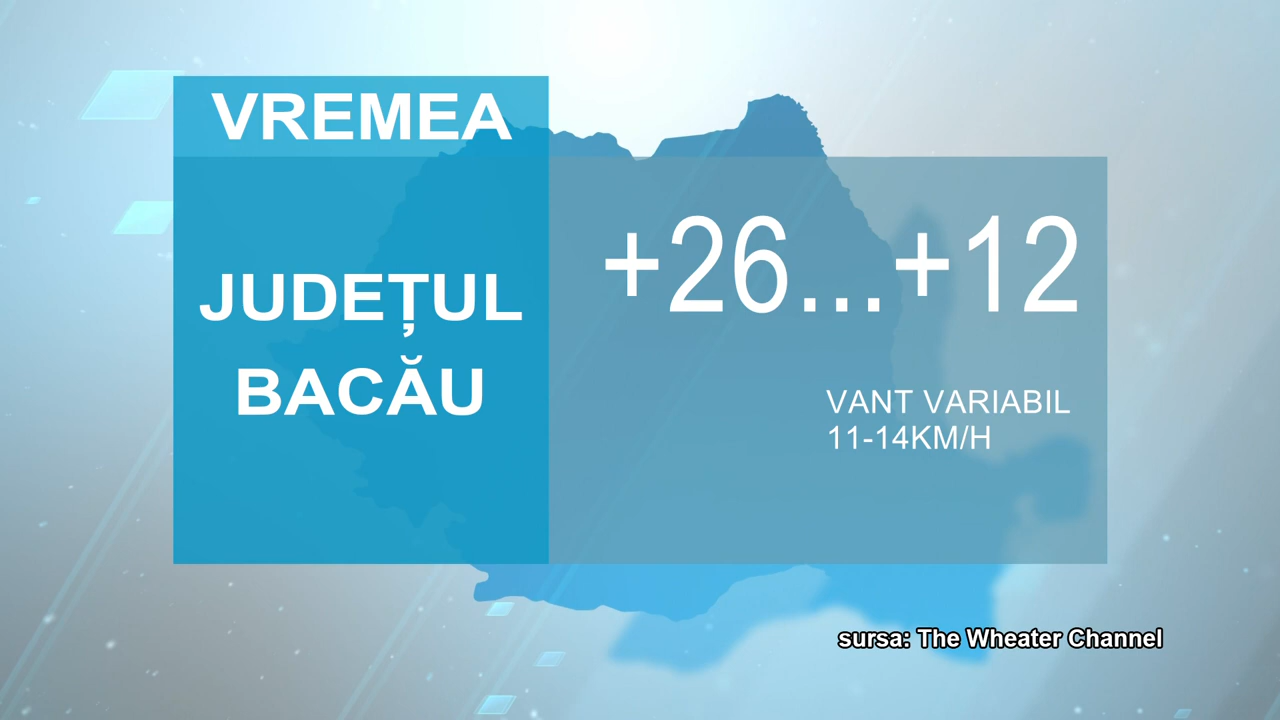 VREMEA
JUDEȚUL
BACĂU
+26...+12
VANT VARIABIL
11-14KM/H
sursa: The Wheater Channel